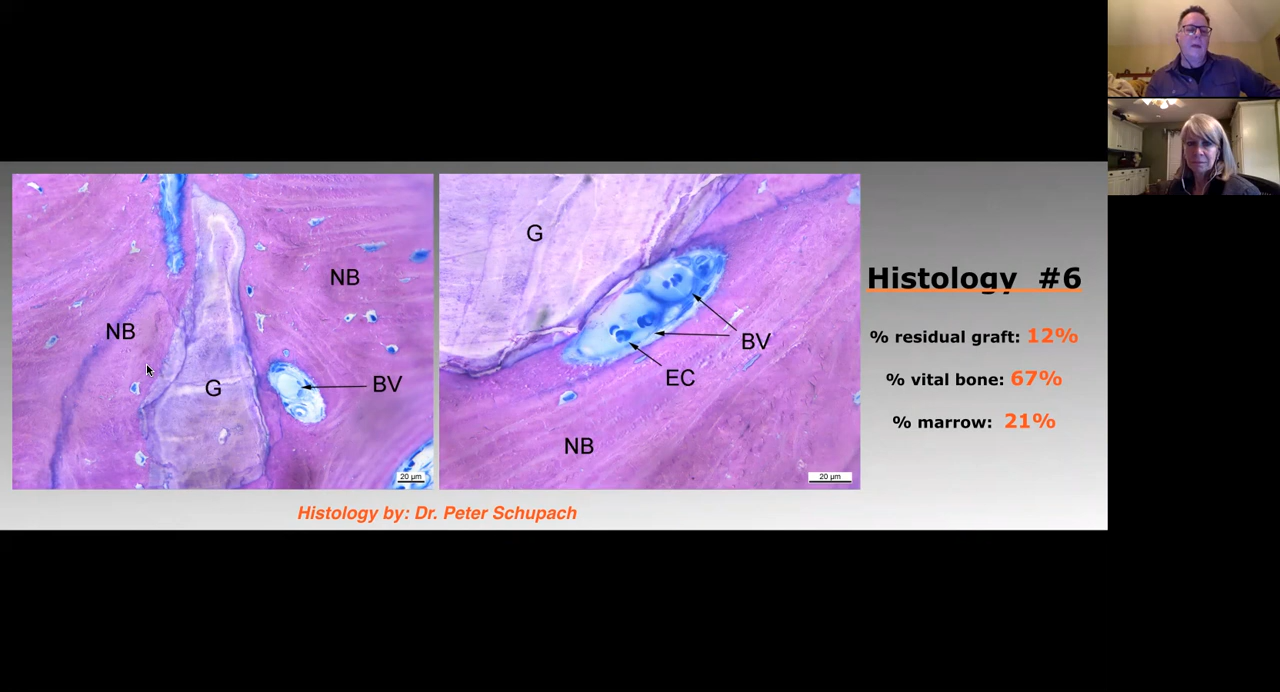 NB
NB
G
BV
20 µm
G
BV
EC
NB
20 µm
Histology #6
% residual graft: 12%
% vital bone: 67%
% marrow: 21%
Histology by: Dr. Peter Schupach